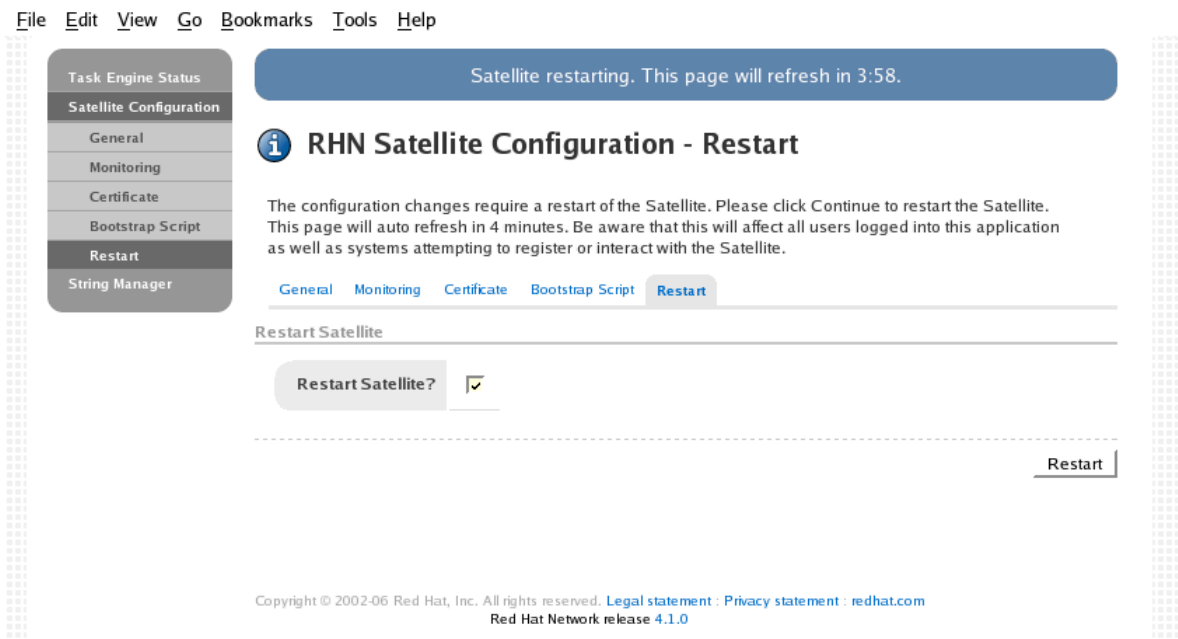 File Edit View Go Bookmarks Tools Help
Task Engine Status
Satellite Configuration
General
Monitoring
Certificate
Bootstrap Script
Restart
String Manager
Satellite restarting. This page will refresh in 3:58.
RHN Satellite Configuration - Restart
The configuration changes require a restart of the Satellite. Please click Continue to restart the Satellite.
This page will auto refresh in 4 minutes. Be aware that this will affect all users logged into this application
as well as systems attempting to register or interact with the Satellite.
General Monitoring Certificate Bootstrap Script Restart
Restart Satellite
Restart Satellite?
Restart
Copyright © 2002-06 Red Hat, Inc. All rights reserved. Legal statement : Privacy statement : redhat.com
Red Hat Network release 4.1.0